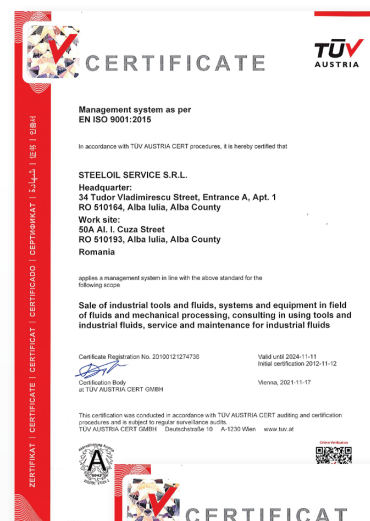 CERTIFICATE
TÜV
AUSTRIA
Management system as per
EN ISO 9001:2015
In accordance with TÜV AUSTRIA CERT procedures, it is hereby certified that
STEELOIL SERVICE S.R.L.
Headquarter:
34 Tudor Vladimirescu Street, Entrance A, Apt. 1
RO 510164, Alba Iulia, Alba County
Work site:
50A Al. I. Cuza Street
RO 510193, Alba Iulia, Alba County
Romania
applies a management system in line with the above standard for the
following scope
Sale of industrial tools and fluids, systems and equipment in field
of fluids and mechanical processing, consulting in using tools and
industrial fluids, service and maintenance for industrial fluids
Certificate Registration No. 20100121274736
Valid until 2024-11-11
Initial certification 2012-11-12
Certification Body
at TÜV AUSTRIA CERT GMBH
Vienna, 2021-11-17
This certification was conducted in accordance with TÜV AUSTRIA CERT auditing and certification
procedures and is subject to regular surveillance audits.
TÜV AUSTRIA CERT GMBH Deutschstraße 10 A-1230 Wien www.tuv.at
ZERTIFIKAT | CERTIFICATE | CERTIFICAT | CERTIFICADO | СЕРТИФИКАТ | شهادة | 证书 | 인증서
CERTIFICAT